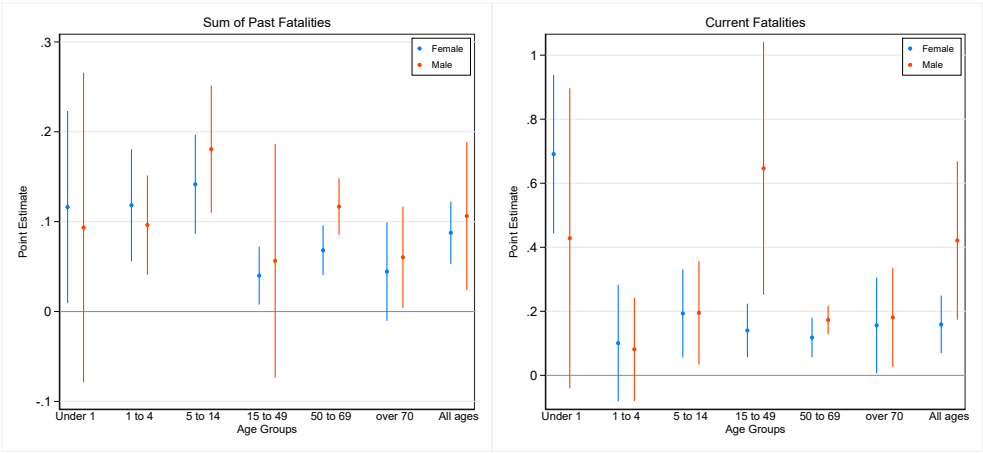 Sum of Past Fatalities
Female
Male
.3
.2
.1
0
-.1
Point Estimate
Under 1
1 to 4
5 to 14
15 to 49
50 to 69
over 70
All ages
Age Groups
Current Fatalities
Female
Male
1
.8
.6
.4
.2
0
Point Estimate
Under 1
1 to 4
5 to 14
15 to 49
50 to 69
over 70
All ages
Age Groups